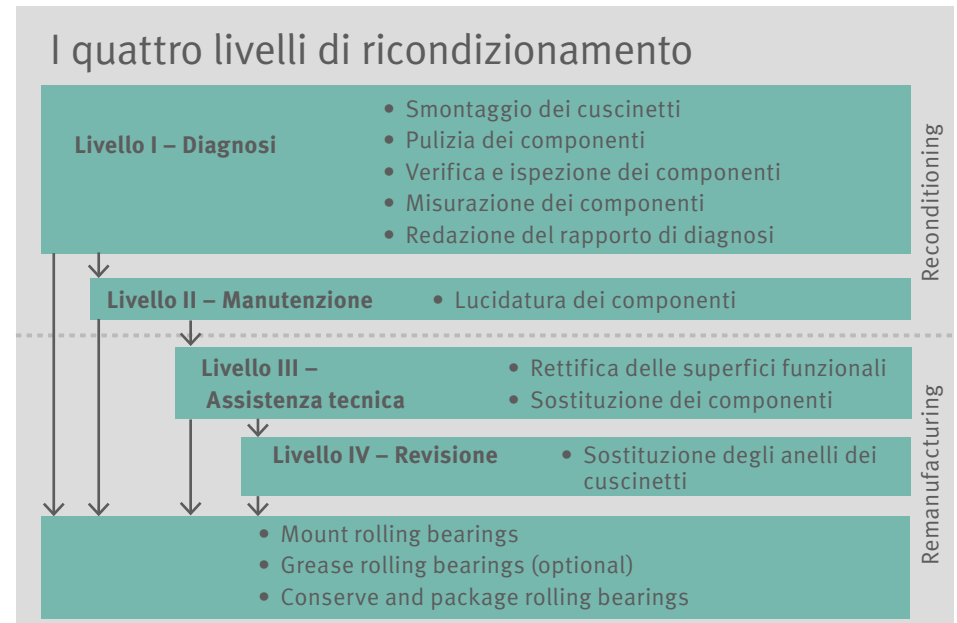 I quattro livelli di ricondizionamento
Livello I – Diagnosi
• Smontaggio dei cuscinetti
• Pulizia dei componenti
• Verifica e ispezione dei componenti
• Misurazione dei componenti
• Redazione del rapporto di diagnosi
Reconditioning
Livello II – Manutenzione
• Lucidatura dei componenti
Livello III –
Assistenza tecnica
• Rettifica delle superfici funzionali
• Sostituzione dei componenti
Livello IV – Revisione
• Sostituzione degli anelli dei
cuscinetti
Remanufacturing
• Mount rolling bearings
• Grease rolling bearings (optional)
• Conserve and package rolling bearings